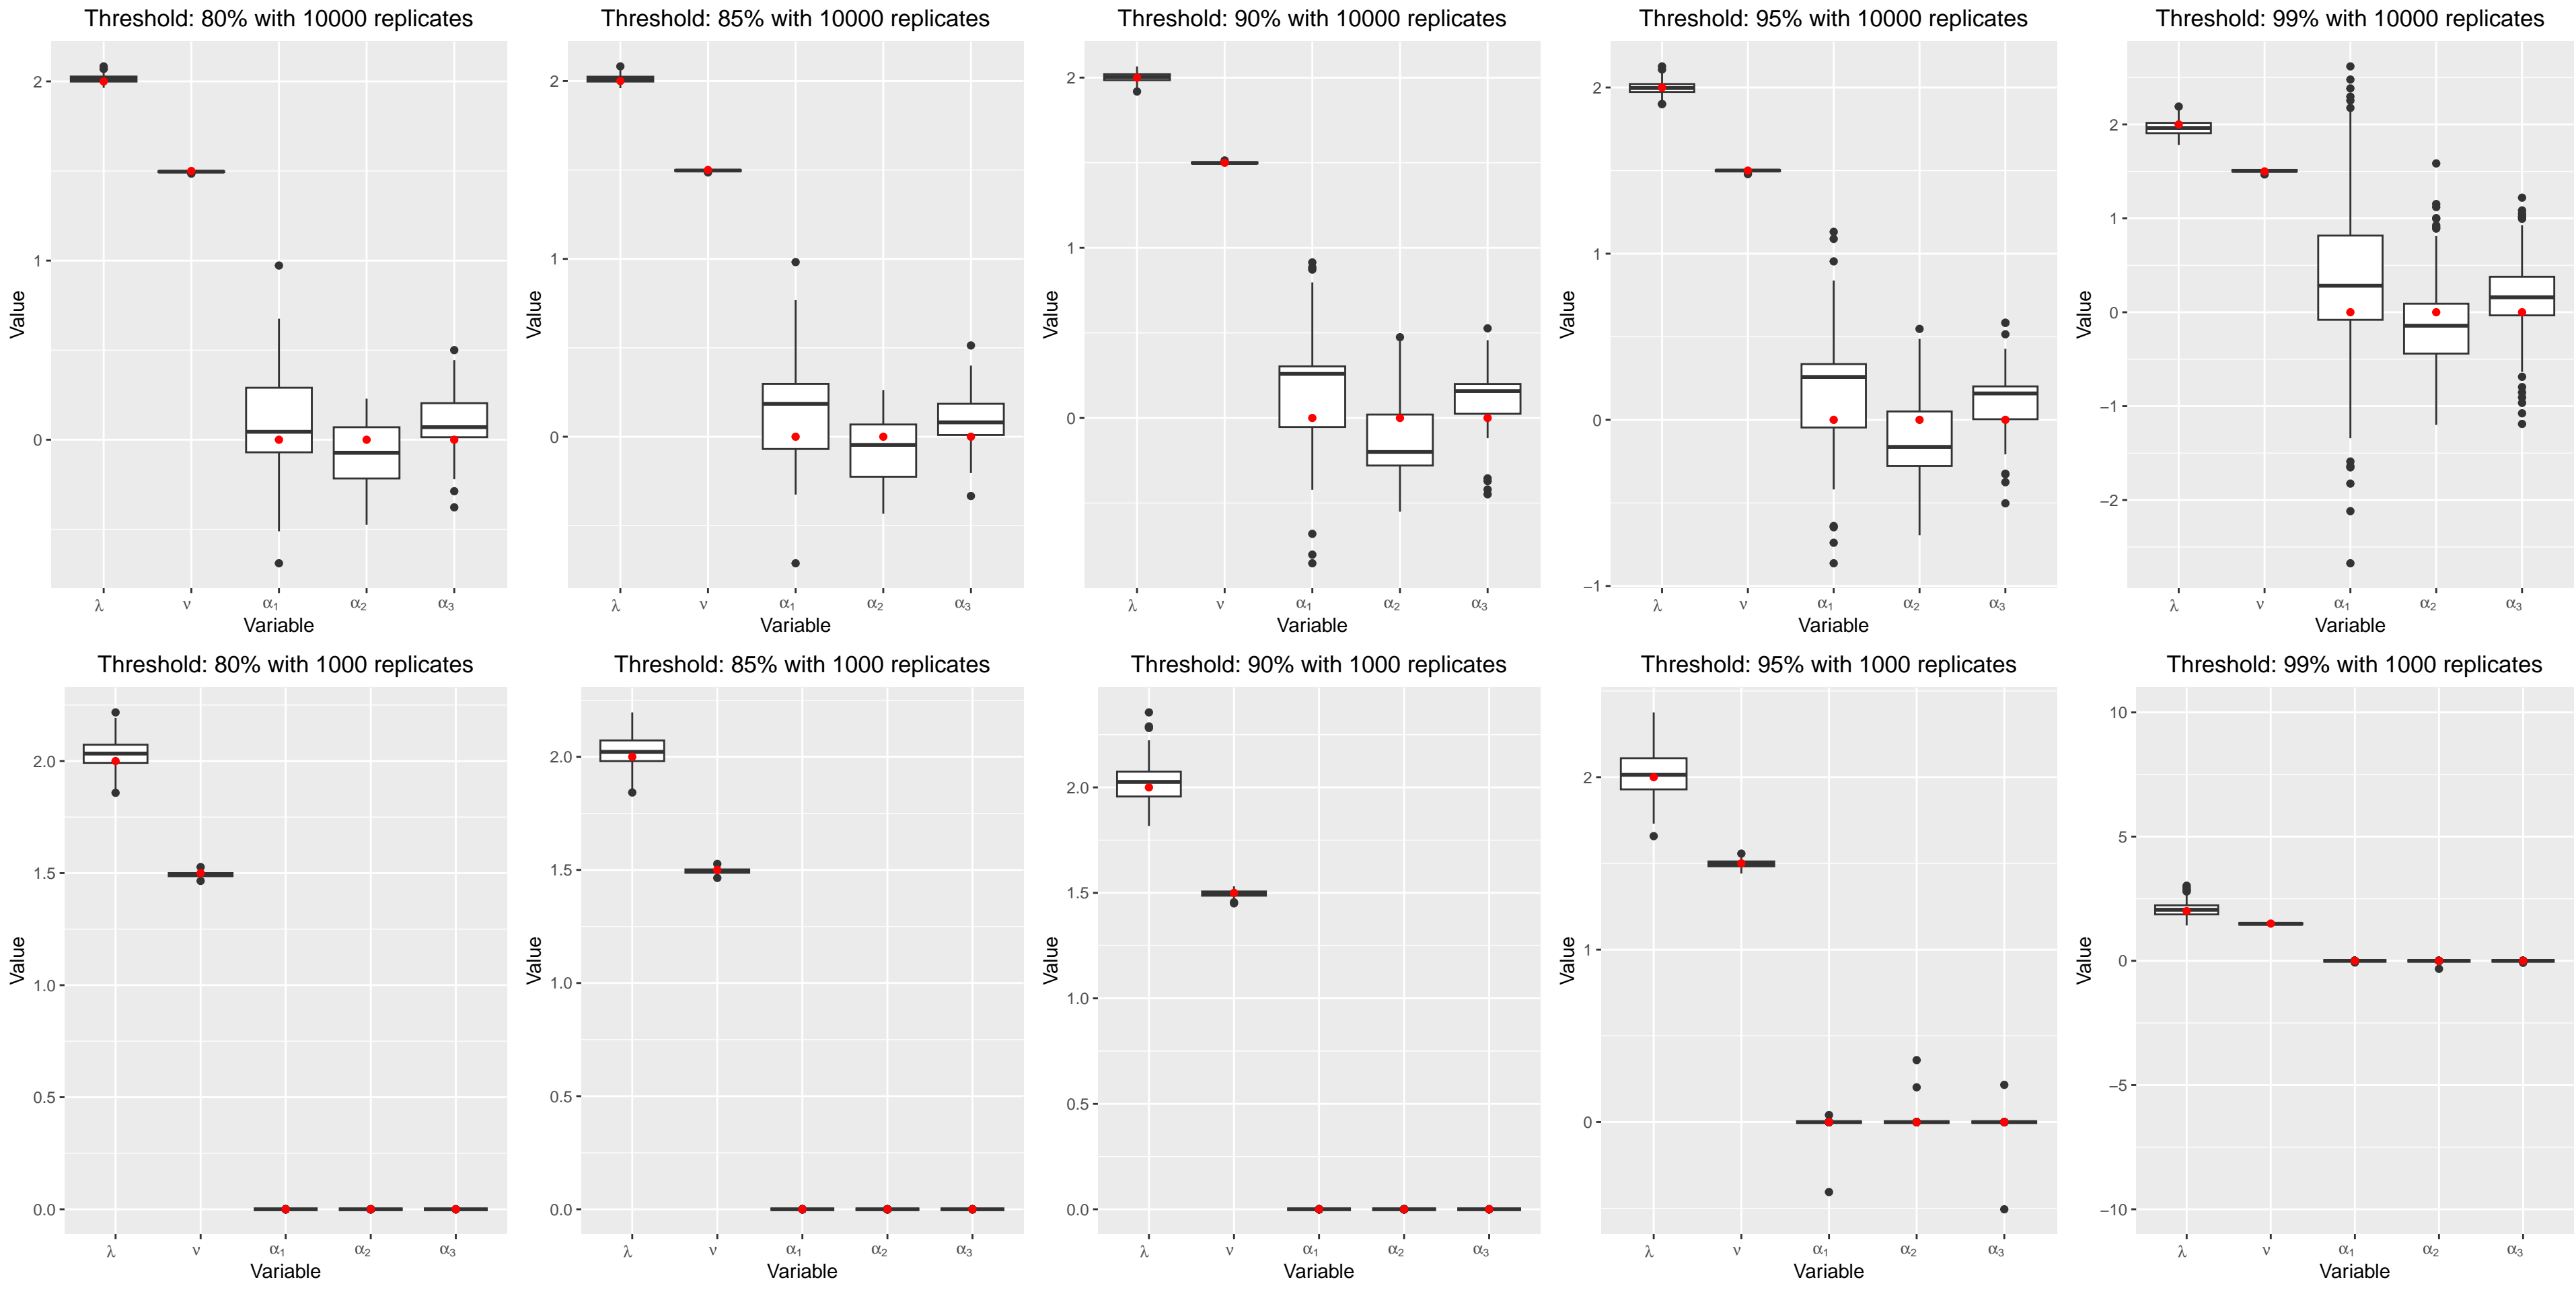 Threshold: 80% with 10000 replicates
Value
2
1
0
λ ν α₁ α₂ α₃
Variable
Threshold: 85% with 10000 replicates
Value
2
1
0
λ ν α₁ α₂ α₃
Variable
Threshold: 90% with 10000 replicates
Value
2
1
0
λ ν α₁ α₂ α₃
Variable
Threshold: 95% with 10000 replicates
Value
2
1
0
−1
λ ν α₁ α₂ α₃
Variable
Threshold: 99% with 10000 replicates
Value
2
1
0
−1
−2
λ ν α₁ α₂ α₃
Variable
Threshold: 80% with 1000 replicates
Value
2.0
1.5
1.0
0.5
0.0
λ ν α₁ α₂ α₃
Variable
Threshold: 85% with 1000 replicates
Value
2.0
1.5
1.0
0.5
0.0
λ ν α₁ α₂ α₃
Variable
Threshold: 90% with 1000 replicates
Value
2.0
1.5
1.0
0.5
0.0
λ ν α₁ α₂ α₃
Variable
Threshold: 95% with 1000 replicates
Value
2
1
0
λ ν α₁ α₂ α₃
Variable
Threshold: 99% with 1000 replicates
Value
10
5
0
−5
−10
λ ν α₁ α₂ α₃
Variable